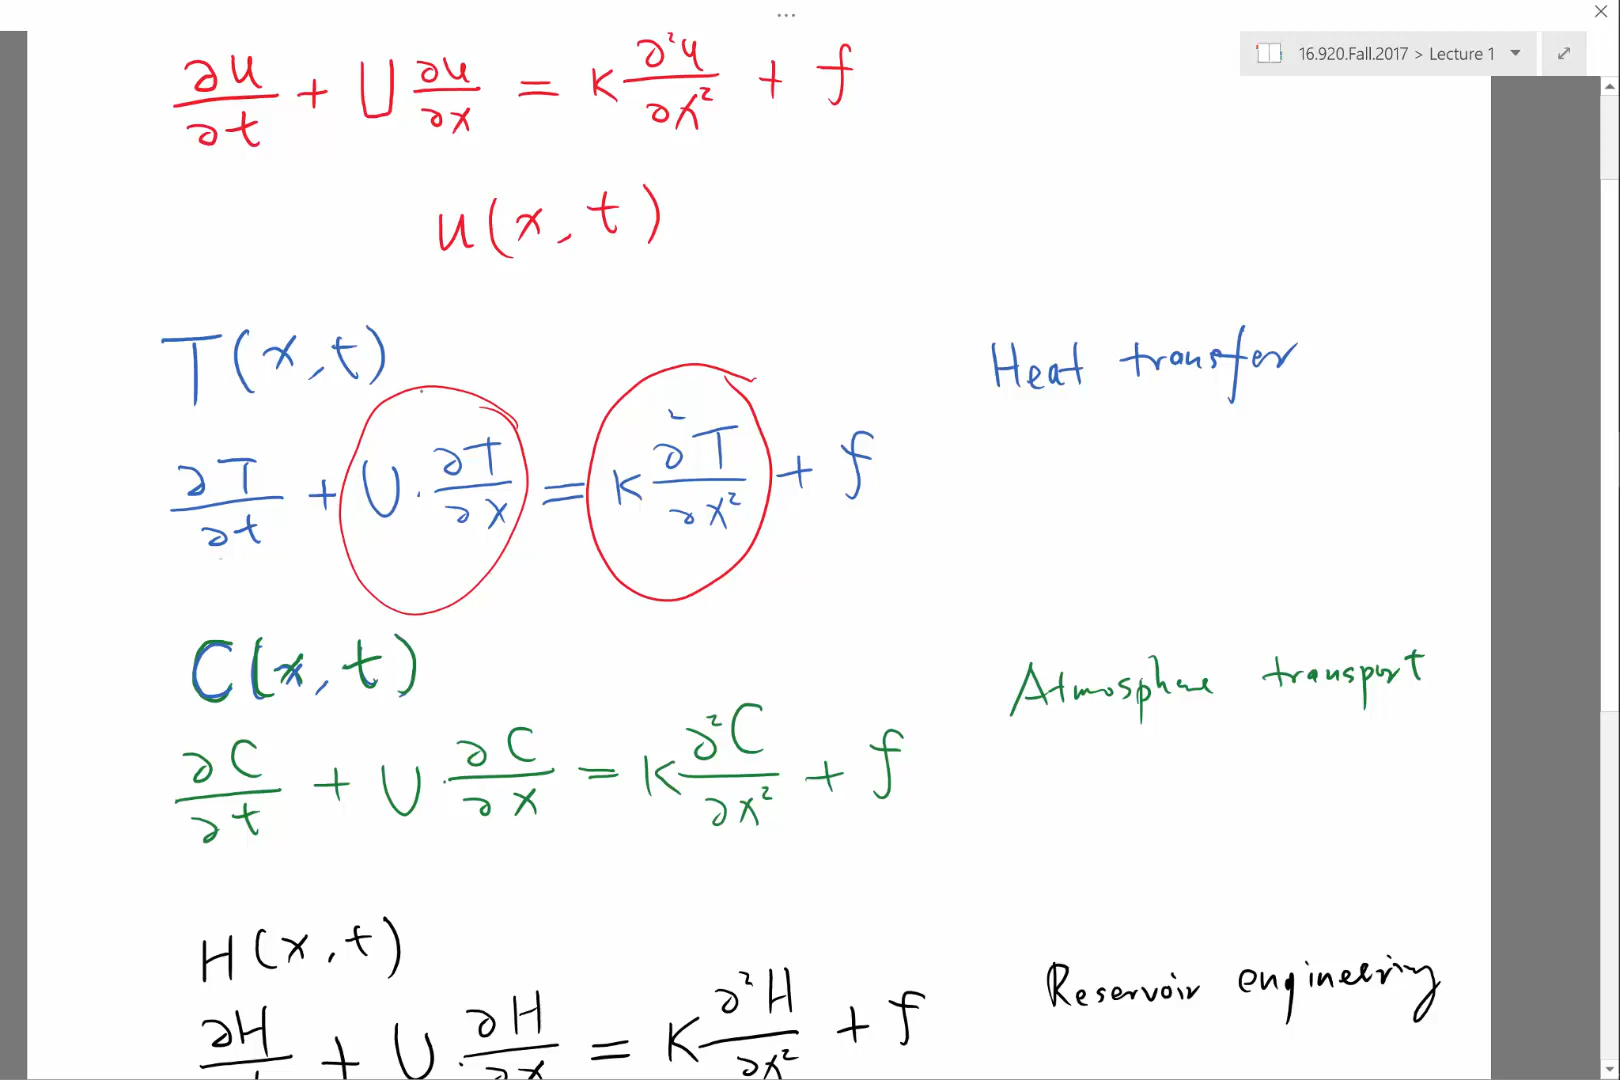 16.920.Fall.2017 > Lecture 1
∂u/∂t + U ∂u/∂x = κ ∂²u/∂x² + f
u(x,t)
T(x,t) Heat transfer
∂T/∂t + U · ∂T/∂x = κ ∂²T/∂x² + f
C(x,t) Atmosphere transport
∂C/∂t + U · ∂C/∂x = κ ∂²C/∂x² + f
H(x,t) Reservoir engineering
∂H/∂t + U · ∂H/∂x = κ ∂²H/∂x² + f